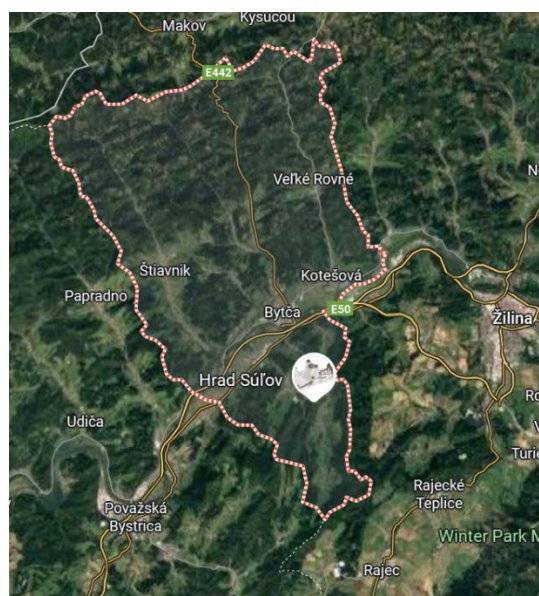 Kysucou
Makov
E442
Veľké Rovné
Štiavnik
Kotešová
Papradno
E50
Bytča
Žilina
Hrad Súľov
Udiča
Turie
Rajecké
Teplice
Považská
Bystrica
Winter Park M
Rajec